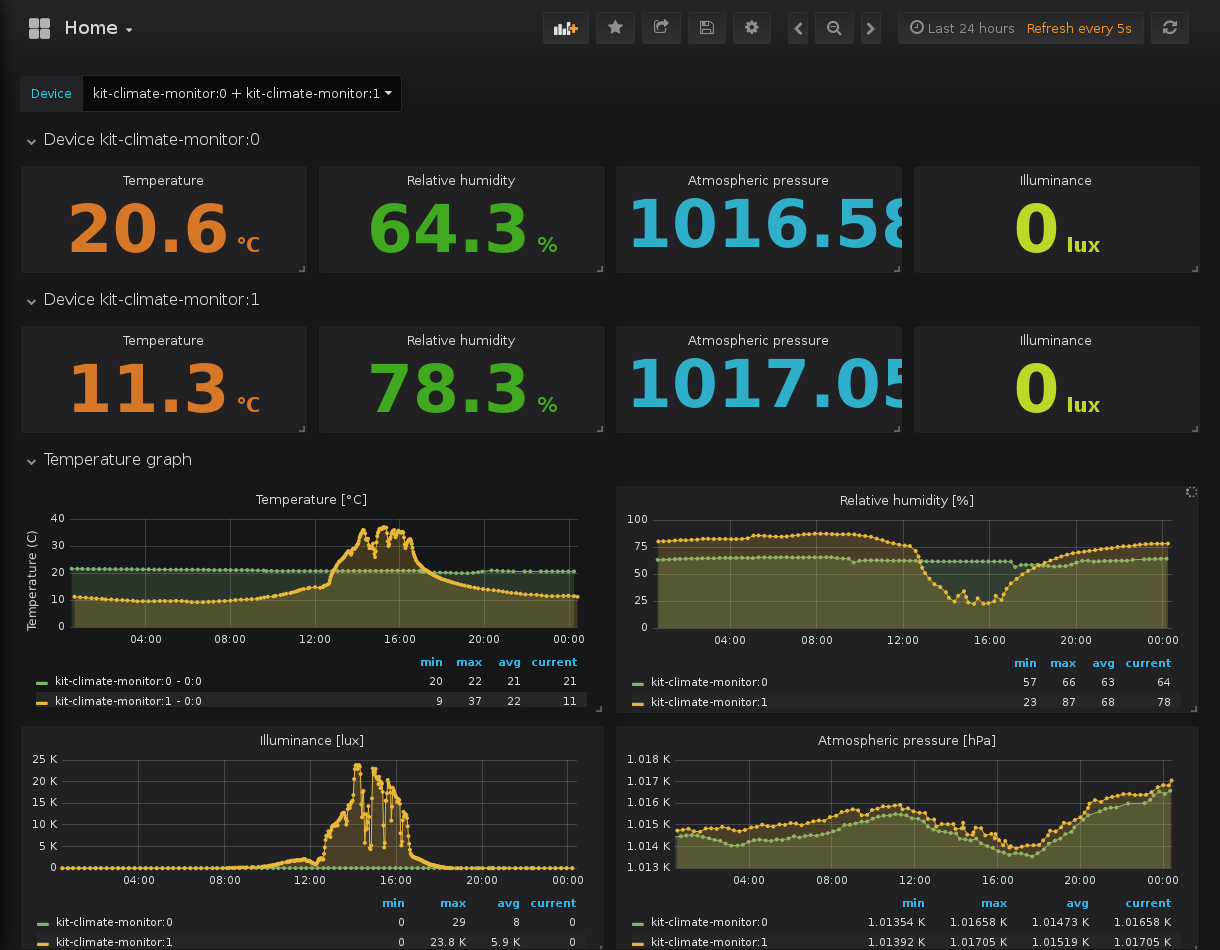 Home
Last 24 hours Refresh every 5s
Device kit-climate-monitor:0 + kit-climate-monitor:1
Device kit-climate-monitor:0
Temperature Relative humidity Atmospheric pressure Illuminance
20.6 °C 64.3 % 1016.58 0 lux
Device kit-climate-monitor:1
Temperature Relative humidity Atmospheric pressure Illuminance
11.3 °C 78.3 % 1017.05 0 lux
Temperature graph
Temperature [°C]
Temperature (C)
40
30
20
10
0
04:00 08:00 12:00 16:00 20:00 00:00
min max avg current
kit-climate-monitor:0 - 0:0 20 22 21 21
kit-climate-monitor:1 - 0:0 9 37 22 11
Relative humidity [%]
100
75
50
25
0
04:00 08:00 12:00 16:00 20:00 00:00
min max avg current
kit-climate-monitor:0 57 66 63 64
kit-climate-monitor:1 23 87 68 78
Illuminance [lux]
25 K
20 K
15 K
10 K
5 K
0
04:00 08:00 12:00 16:00 20:00 00:00
min max avg current
kit-climate-monitor:0 0 29 8 0
kit-climate-monitor:1 0 23.8 K 5.9 K 0
Atmospheric pressure [hPa]
1.018 K
1.017 K
1.016 K
1.015 K
1.014 K
1.013 K
04:00 08:00 12:00 16:00 20:00 00:00
min max avg current
kit-climate-monitor:0 1.01354 K 1.01658 K 1.01473 K 1.01658 K
kit-climate-monitor:1 1.01392 K 1.01705 K 1.01519 K 1.01705 K